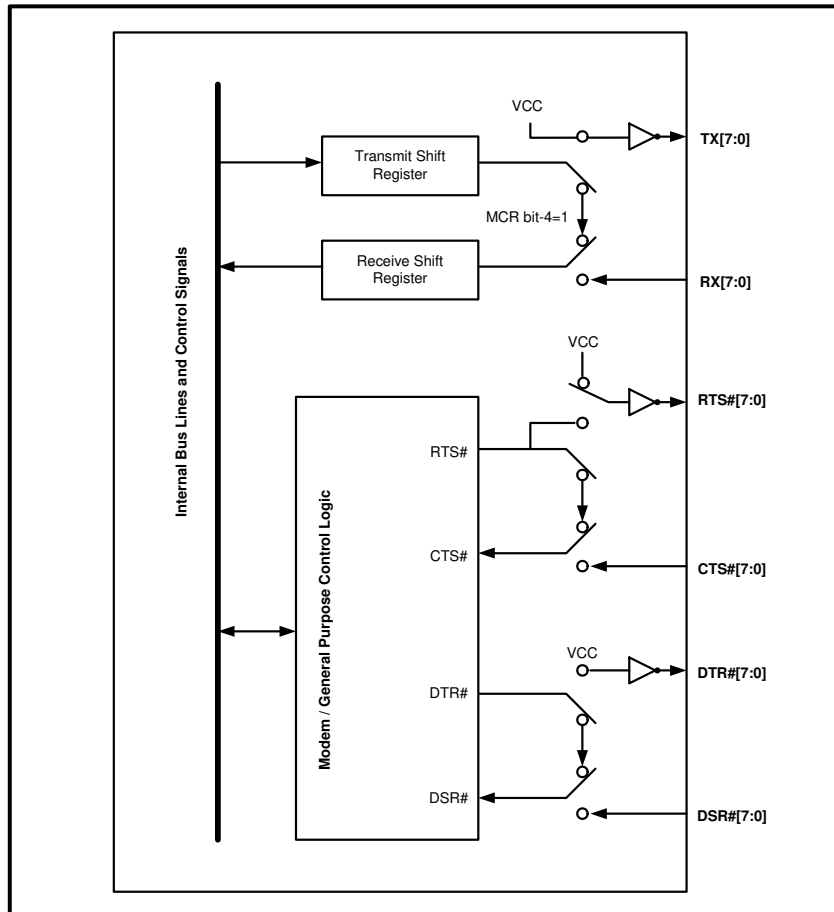 VCC
TX[7:0]
Transmit Shift
Register
MCR bit-4=1
Receive Shift
Register
RX[7:0]
Internal Bus Lines and Control Signals
VCC
RTS#[7:0]
RTS#
Modem / General Purpose Control Logic
CTS#
CTS#[7:0]
VCC
DTR#[7:0]
DTR#
DSR#
DSR#[7:0]